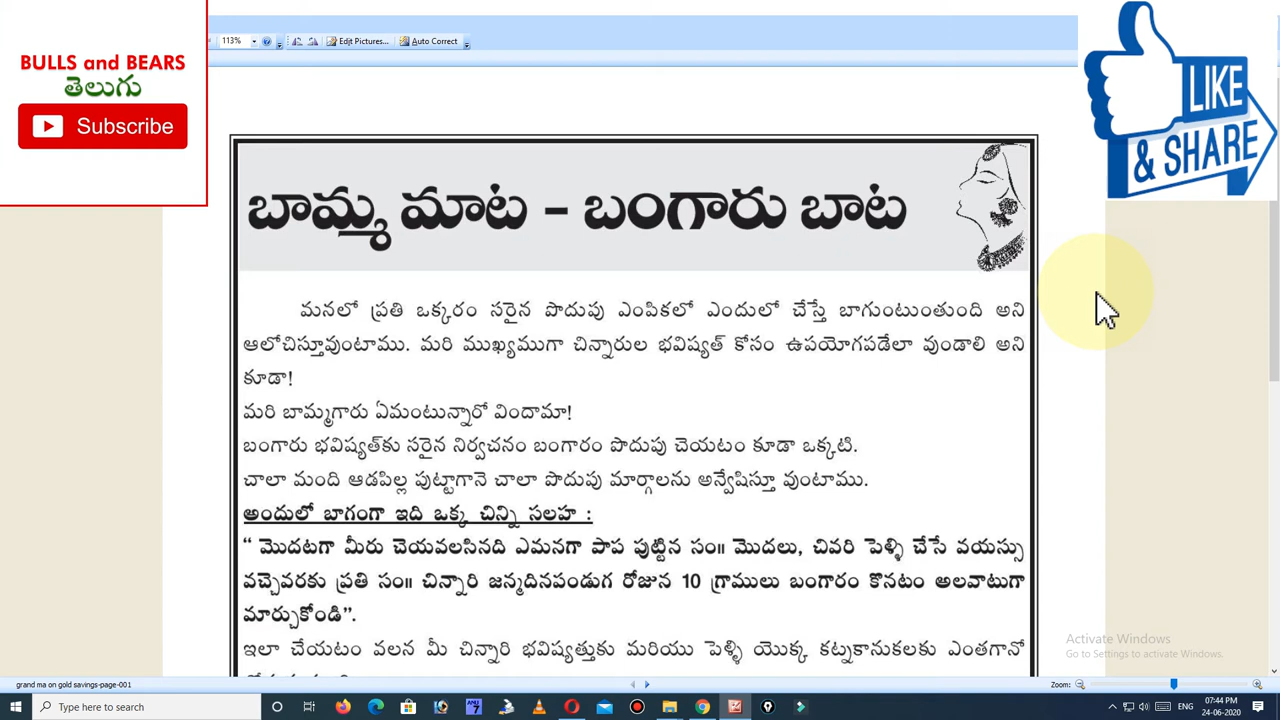 BULLS and BEARS
తెలుగు
Subscribe
113%
Edit Pictures...
Auto Correct
LIKE
& SHARE
బామ్మ మాట – బంగారు బాట
మనలో ప్రతి ఒక్కరం సరైన పొదుపు ఎంపికలో ఎందులో చేస్తే బాగుంటుంతుంది అని
ఆలోచిస్తూవుంటాము. మరి ముఖ్యముగా చిన్నారుల భవిష్యత్ కోసం ఉపయోగపడేలా వుండాలి అని
కూడా!
మరి బామ్మగారు ఏమంటున్నారో విందామా!
బంగారు భవిష్యత్‌కు సరైన నిర్వచనం బంగారం పొదుపు చెయటం కూడా ఒక్కటి.
చాలా మంది ఆడపిల్ల పుట్టాగానె చాలా పొదుపు మార్గాలను అన్వేషిస్తూ వుంటాము.
అందులో బాగంగా ఇది ఒక్క చిన్ని సలహ :
“ మొదటగా మీరు చెయవలసినది ఎమనగా పాప పుట్టిన సం॥ మొదలు, చివరి పెళ్ళి చేసే వయస్సు
వచ్చెవరకు ప్రతి సం॥ చిన్నారి జన్మదినపండుగ రోజున 10 గ్రాములు బంగారం కొనటం అలవాటుగా
మార్చుకోండి”.
ఇలా చేయటం వలన మీ చిన్నారి భవిష్యత్తుకు మరియు పెళ్ళి యొక్క కట్నకానుకలకు ఎంతగానో
Activate Windows
Go to Settings to activate Windows.
grand ma on gold savings-page-001
Zoom:
Type here to search
ENG
07:44 PM
24-06-2020